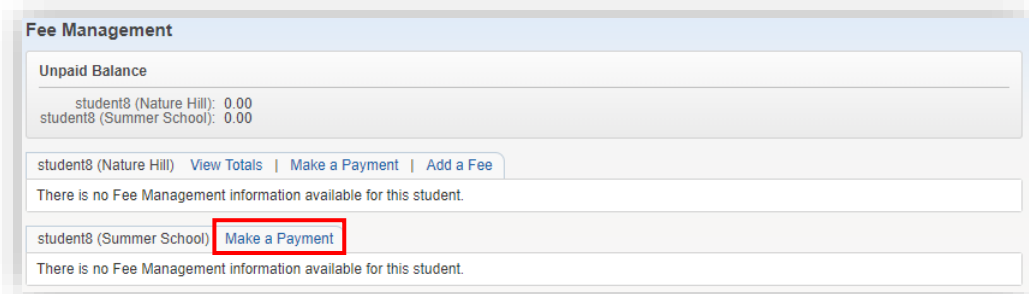 Fee Management
Unpaid Balance
student8 (Nature Hill): 0.00
student8 (Summer School): 0.00
student8 (Nature Hill) View Totals | Make a Payment | Add a Fee
There is no Fee Management information available for this student.
student8 (Summer School) Make a Payment
There is no Fee Management information available for this student.